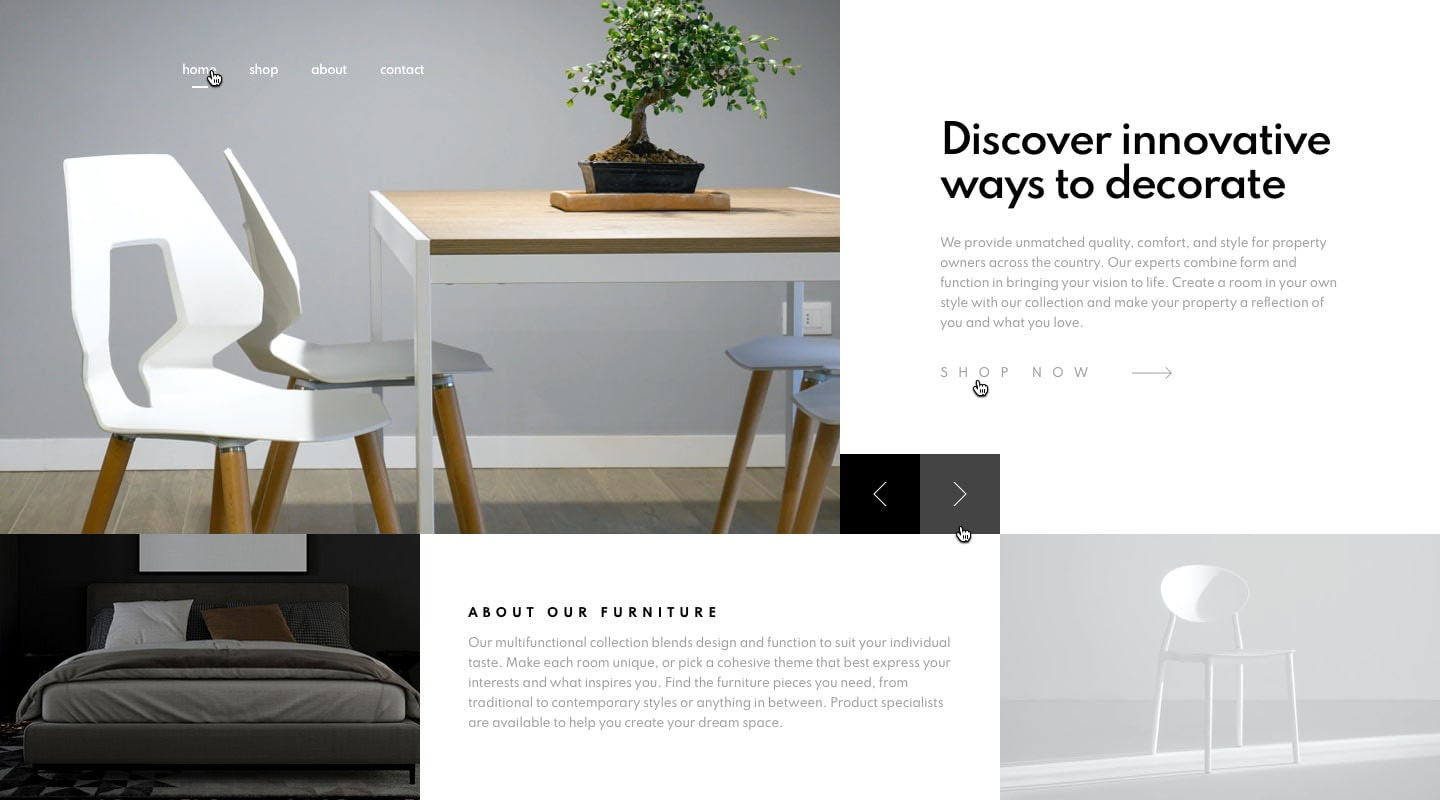 home shop about contact
Discover innovative
ways to decorate
We provide unmatched quality, comfort, and style for property
owners across the country. Our experts combine form and
function in bringing your vision to life. Create a room in your own
style with our collection and make your property a reflection of
you and what you love.
SHOP NOW
ABOUT OUR FURNITURE
Our multifunctional collection blends design and function to suit your individual
taste. Make each room unique, or pick a cohesive theme that best express your
interests and what inspires you. Find the furniture pieces you need, from
traditional to contemporary styles or anything in between. Product specialists
are available to help you create your dream space.